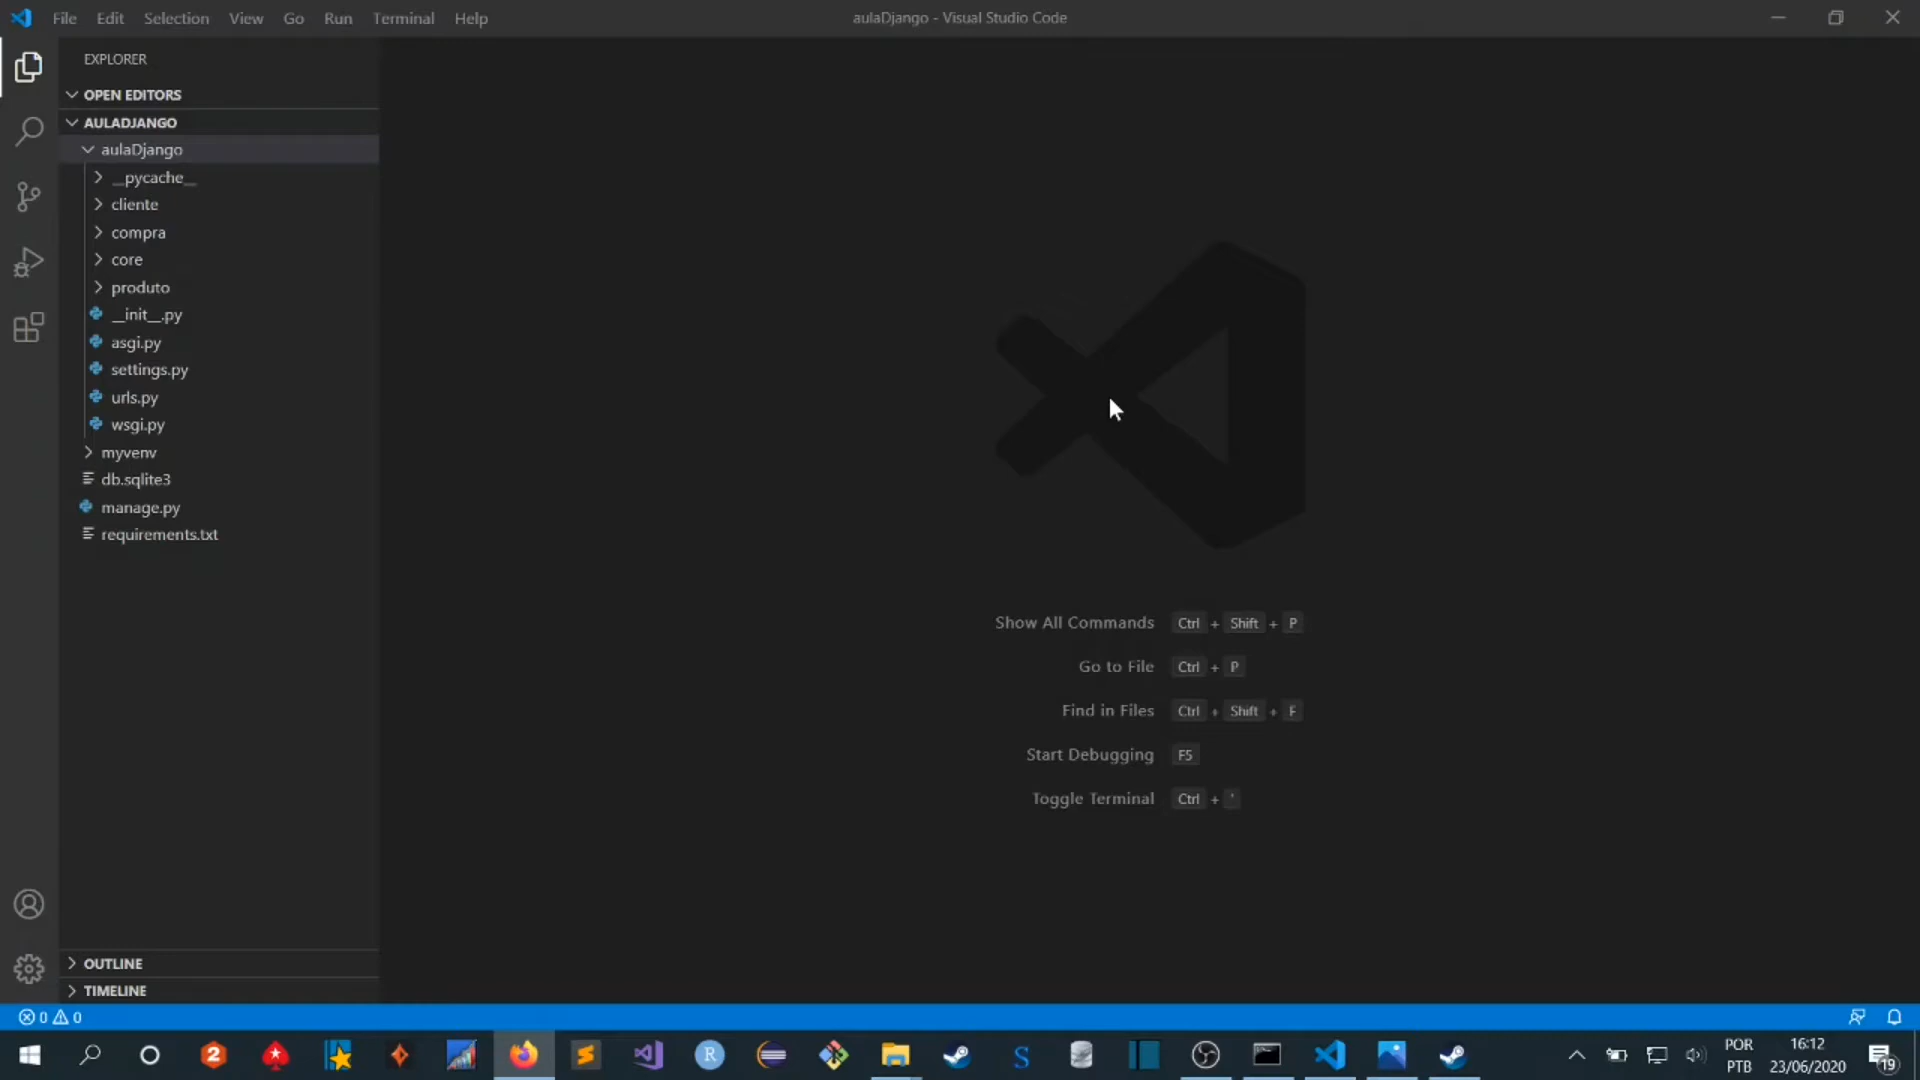 File Edit Selection View Go Run Terminal Help
aulaDjango - Visual Studio Code
EXPLORER
OPEN EDITORS
AULADJANGO
aulaDjango
__pycache__
cliente
compra
core
produto
__init__.py
asgi.py
settings.py
urls.py
wsgi.py
myvenv
db.sqlite3
manage.py
requirements.txt
Show All Commands Ctrl + Shift + P
Go to File Ctrl + P
Find in Files Ctrl + Shift + F
Start Debugging F5
Toggle Terminal Ctrl + '
OUTLINE
TIMELINE
0 0
2 R S
POR
PTB
16:12
23/06/2020
19